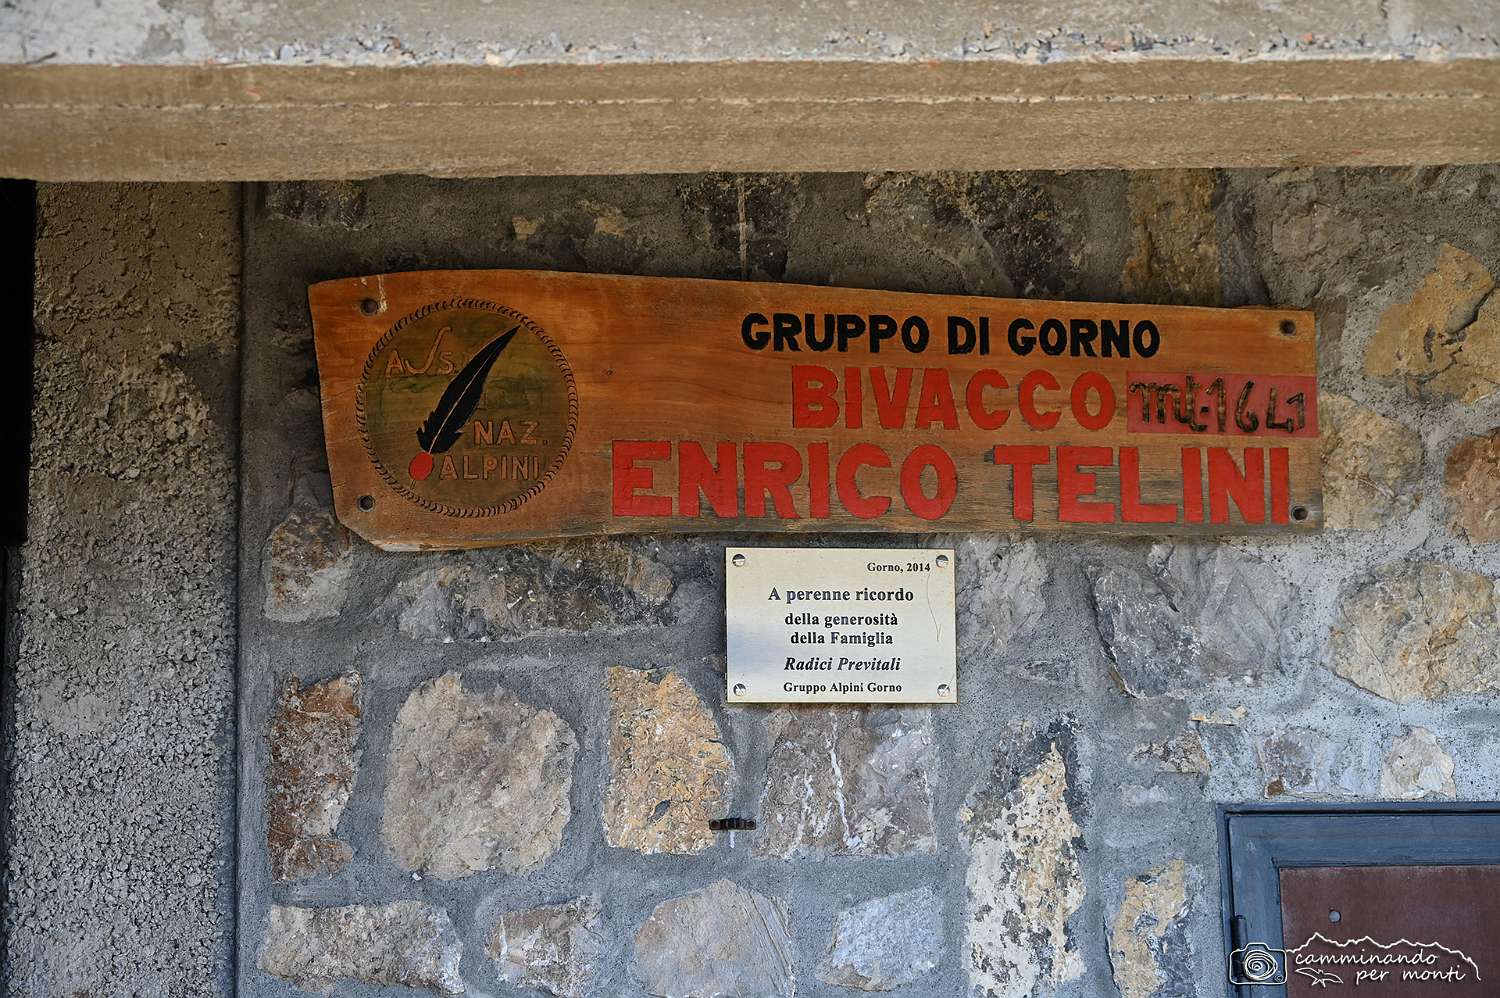 GRUPPO DI GORNO
BIVACCO mt. 1641
ENRICO TELINI
ASS.
NAZ.
ALPINI
Gorno, 2014
A perenne ricordo
della generosità
della Famiglia
Radici Previtali
Gruppo Alpini Gorno
camminando
per monti